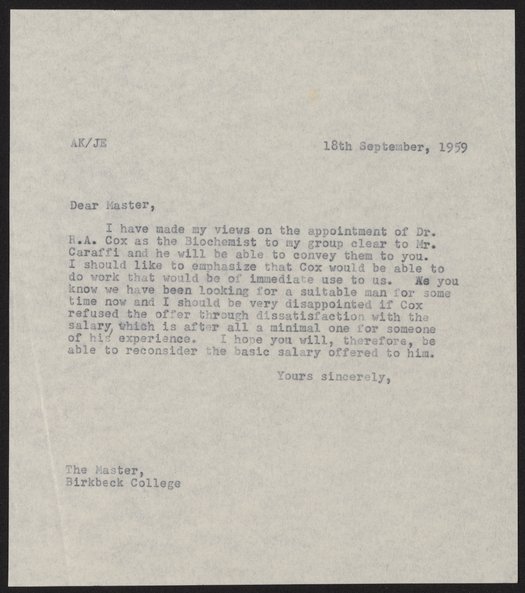 AK/JE
18th September, 1959
Dear Master,
I have made my views on the appointment of Dr.
R.A. Cox as the Biochemist to my group clear to Mr.
Caraffi and he will be able to convey them to you.
I should like to emphasize that Cox would be able to
do work that would be of immediate use to us. As you
know we have been looking for a suitable man for some
time now and I should be very disappointed if Cox
refused the offer through dissatisfaction with the
salary, which is after all a minimal one for someone
of his experience. I hope you will, therefore, be
able to reconsider the basic salary offered to him.
Yours sincerely,
The Master,
Birkbeck College